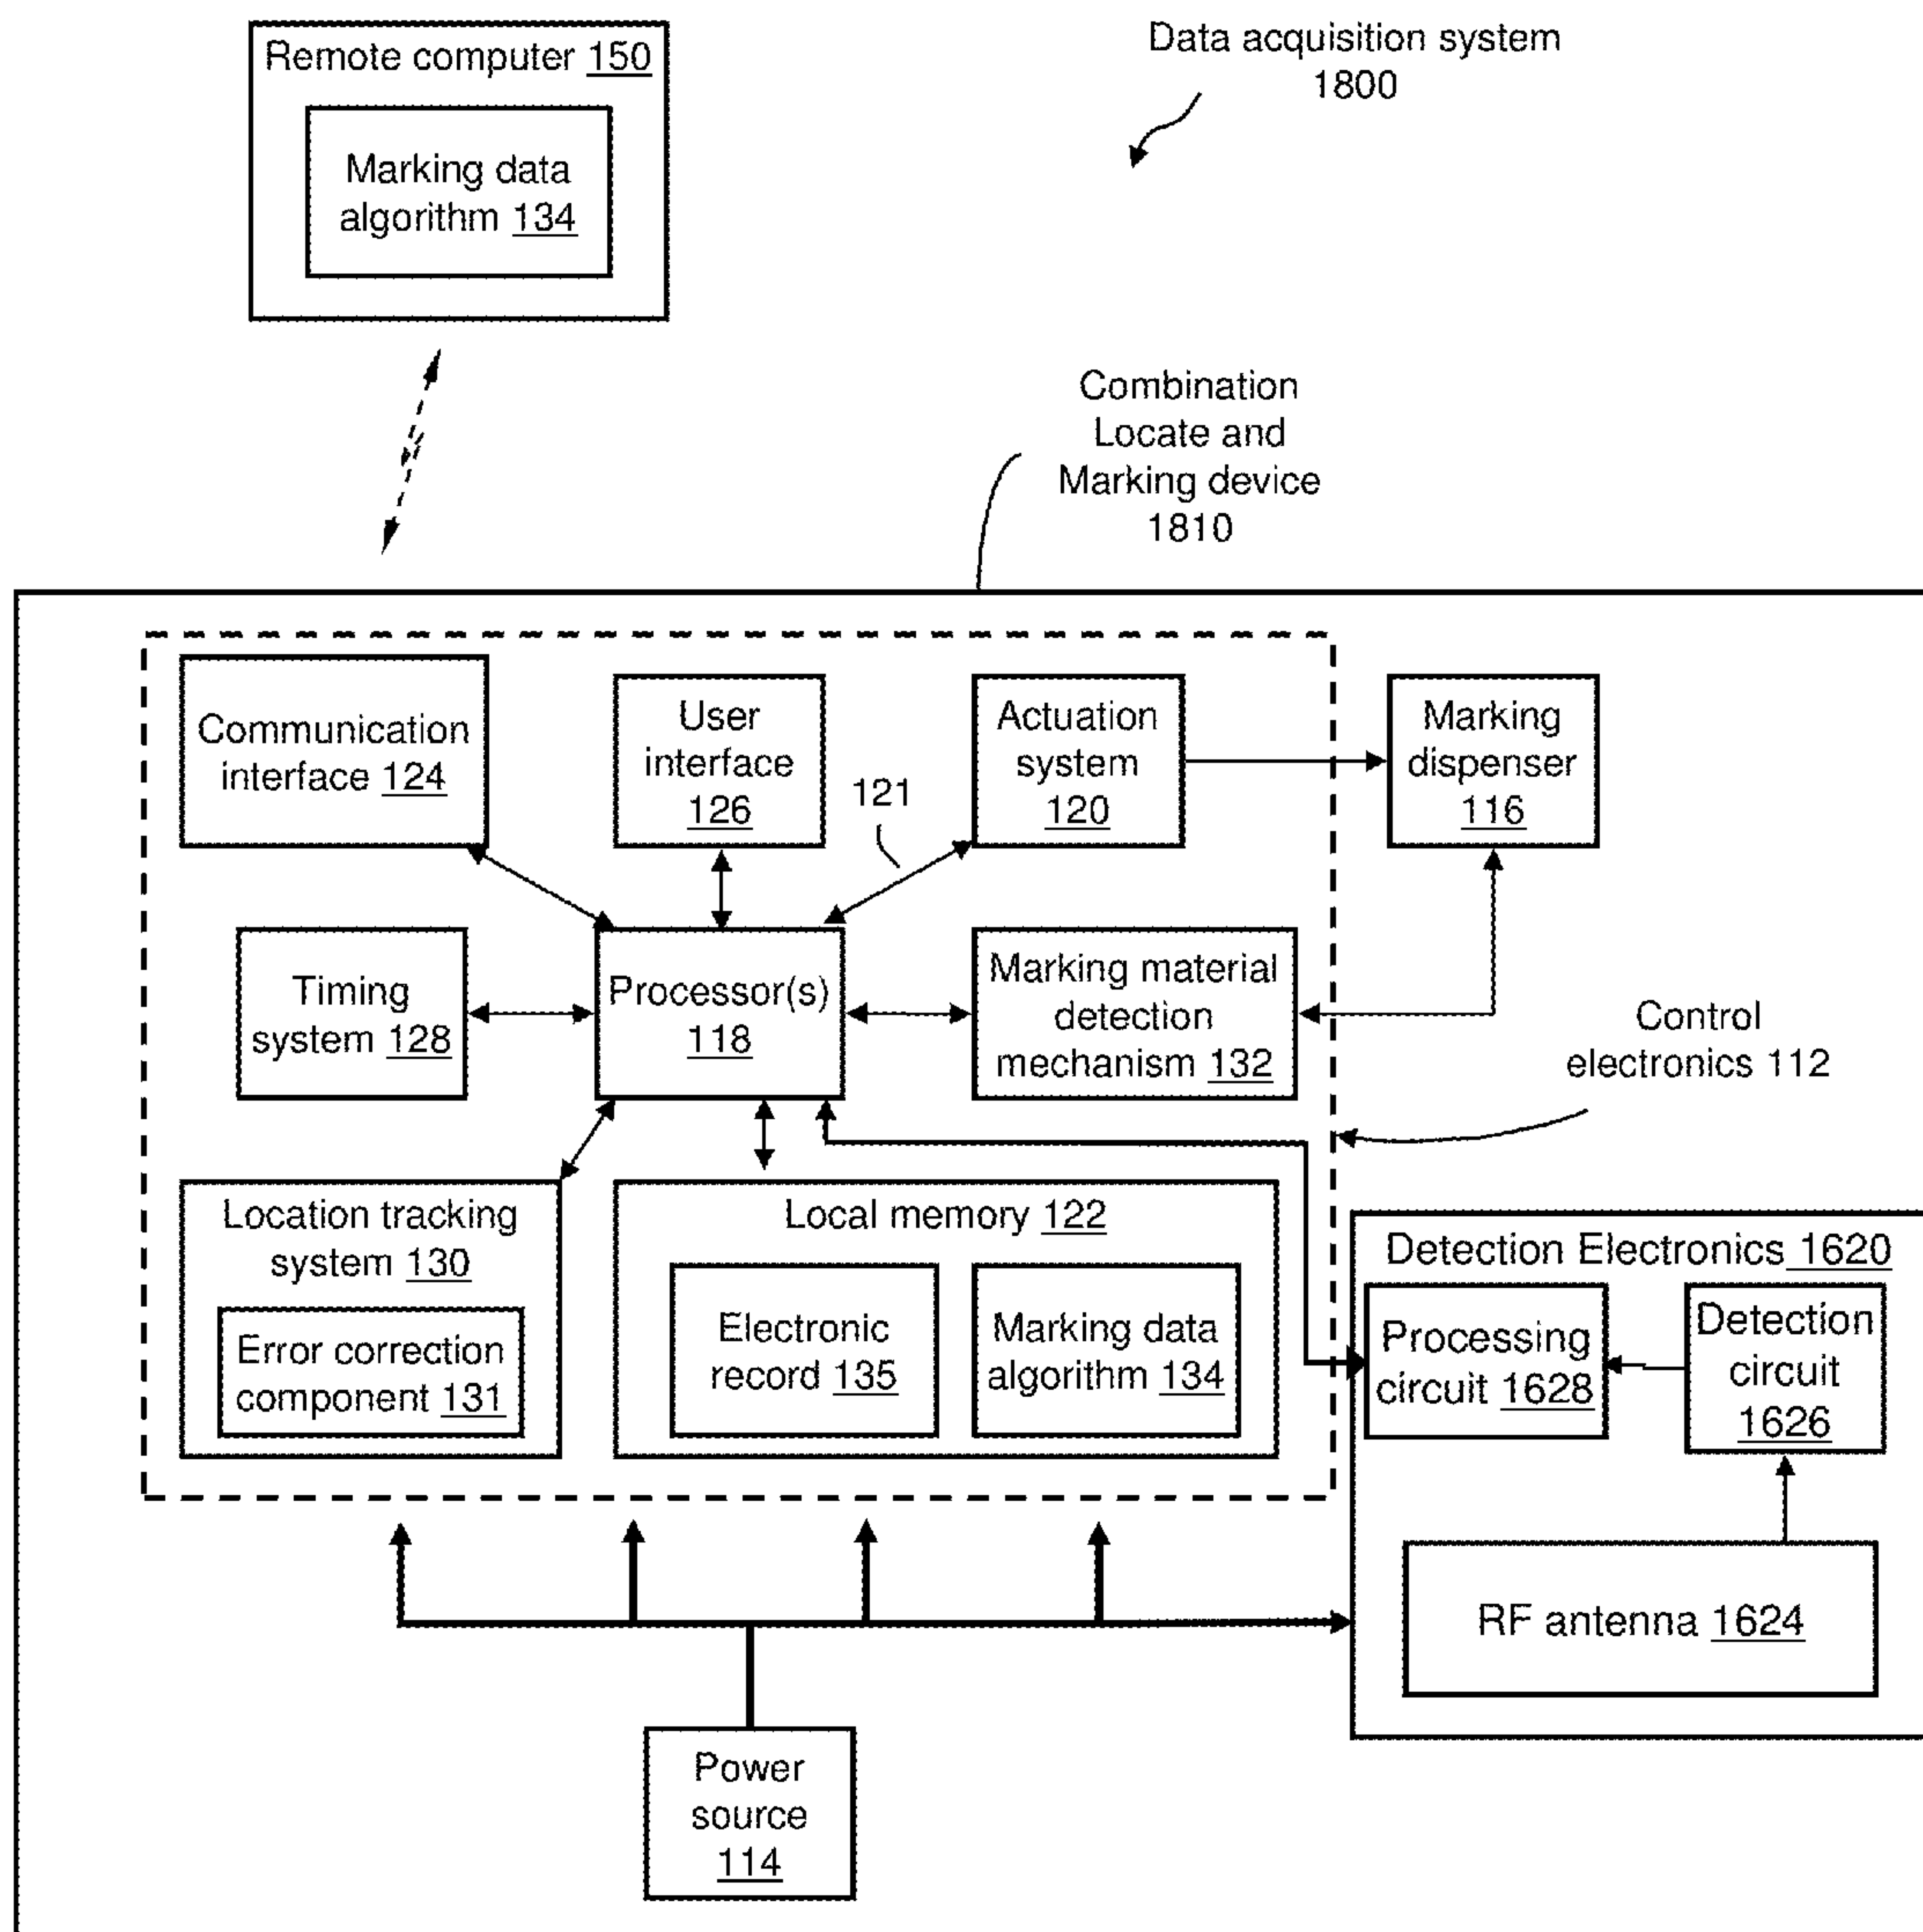 Remote computer 150
Marking data
algorithm 134
Data acquisition system
1800
Combination
Locate and
Marking device
1810
Communication
interface 124
User
interface
126
Actuation
system
120
Marking
dispenser
116
121
Timing
system 128
Processor(s)
118
Marking material
detection
mechanism 132
Control
electronics 112
Location tracking
system 130
Error correction
component 131
Local memory 122
Electronic
record 135
Marking data
algorithm 134
Detection Electronics 1620
Processing
circuit 1628
Detection
circuit
1626
RF antenna 1624
Power
source
114